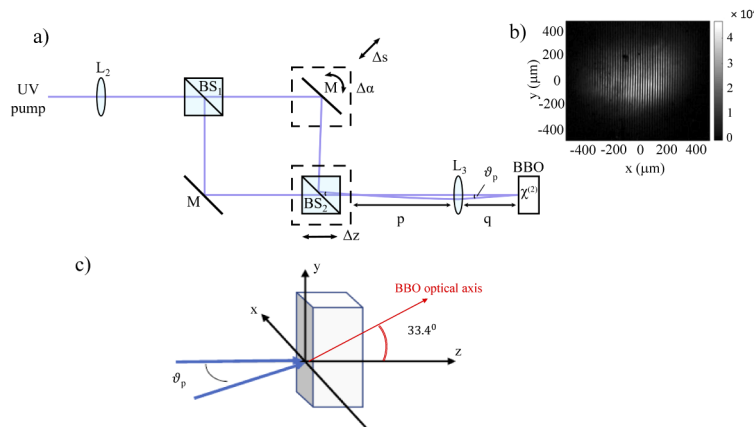 a)
UV
pump
L2
BS1
M
Δs
Δα
M
BS2
Δz
p
L3
q
ϑp
BBO
χ(2)
b)
× 10
y (μm)
400
200
0
-200
-400
-400 -200 0 200 400
x (μm)
4
3
2
1
0
c)
y
x
z
BBO optical axis
33.4⁰
ϑp